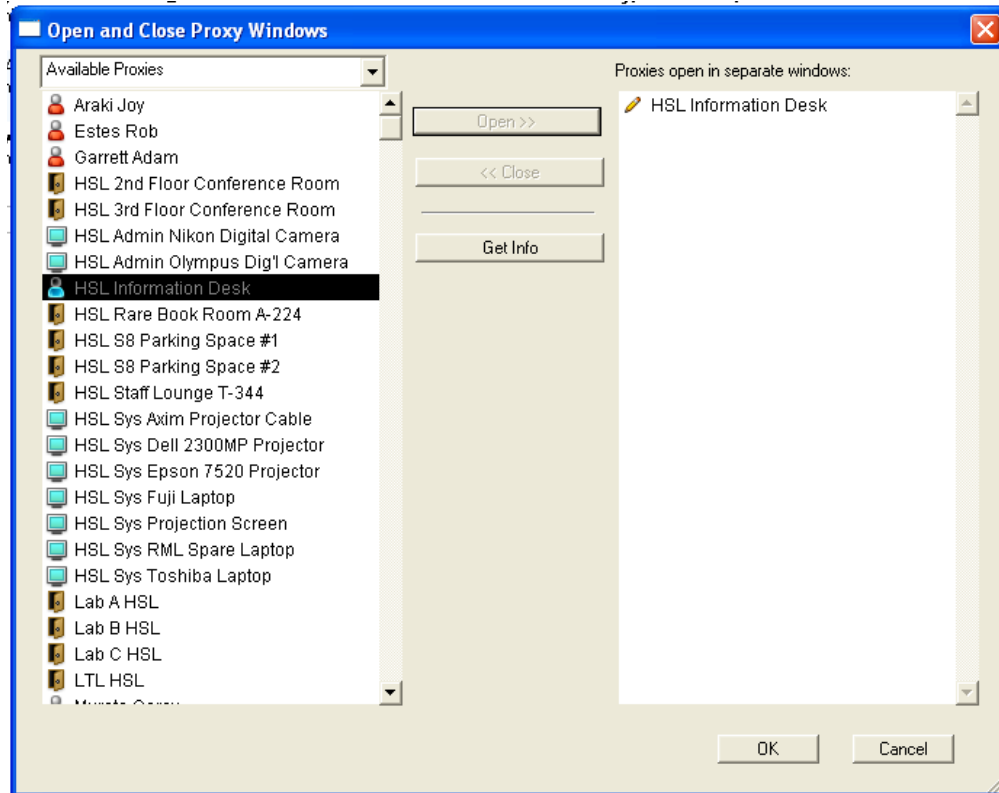 Open and Close Proxy Windows
Available Proxies
Proxies open in separate windows:
Araki Joy
Estes Rob
Garrett Adam
HSL 2nd Floor Conference Room
HSL 3rd Floor Conference Room
HSL Admin Nikon Digital Camera
HSL Admin Olympus Dig'l Camera
HSL Information Desk
HSL Rare Book Room A-224
HSL S8 Parking Space #1
HSL S8 Parking Space #2
HSL Staff Lounge T-344
HSL Sys Axim Projector Cable
HSL Sys Dell 2300MP Projector
HSL Sys Epson 7520 Projector
HSL Sys Fuji Laptop
HSL Sys Projection Screen
HSL Sys RML Spare Laptop
HSL Sys Toshiba Laptop
Lab A HSL
Lab B HSL
Lab C HSL
LTL HSL
Open >>
<< Close
Get Info
HSL Information Desk
OK
Cancel